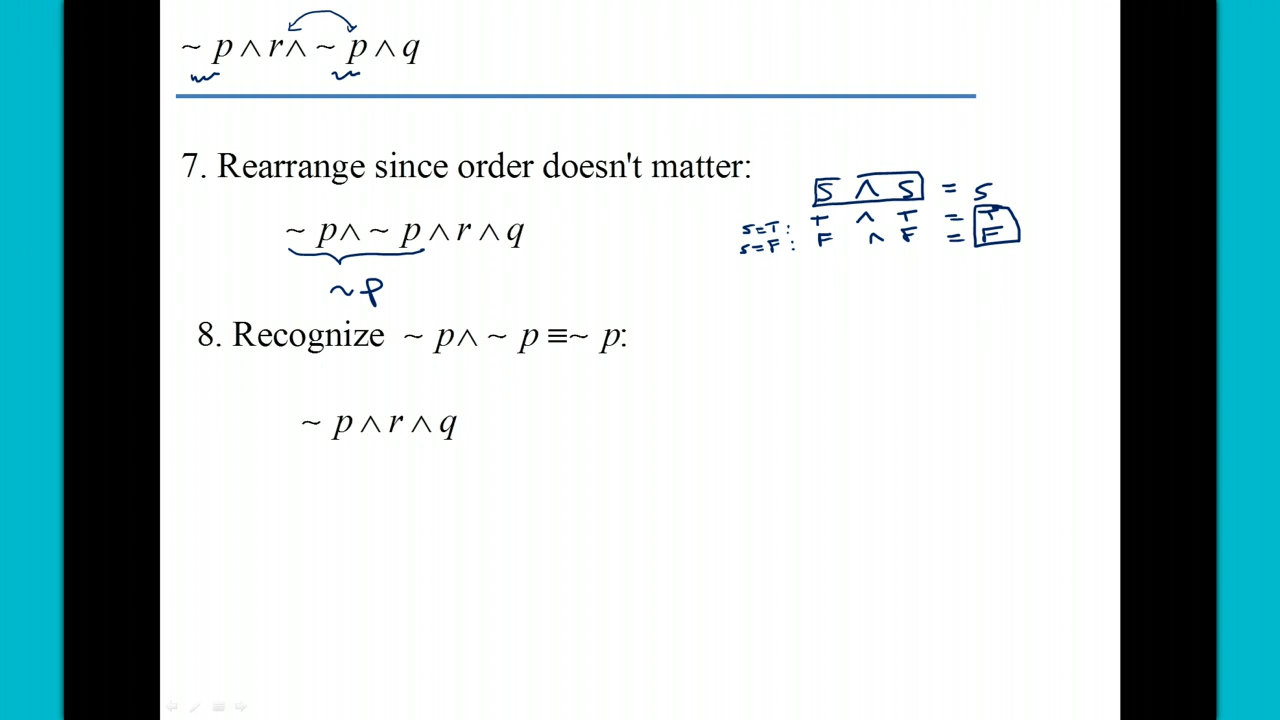 ~ p ∧ r ∧ ~ p ∧ q
7. Rearrange since order doesn't matter:
S ∧ S = S
~ p ∧ ~ p ∧ r ∧ q
S=T: T ∧ T = T
S=F: F ∧ F = F
~p
8. Recognize ~ p ∧ ~ p ≡ ~ p:
~ p ∧ r ∧ q